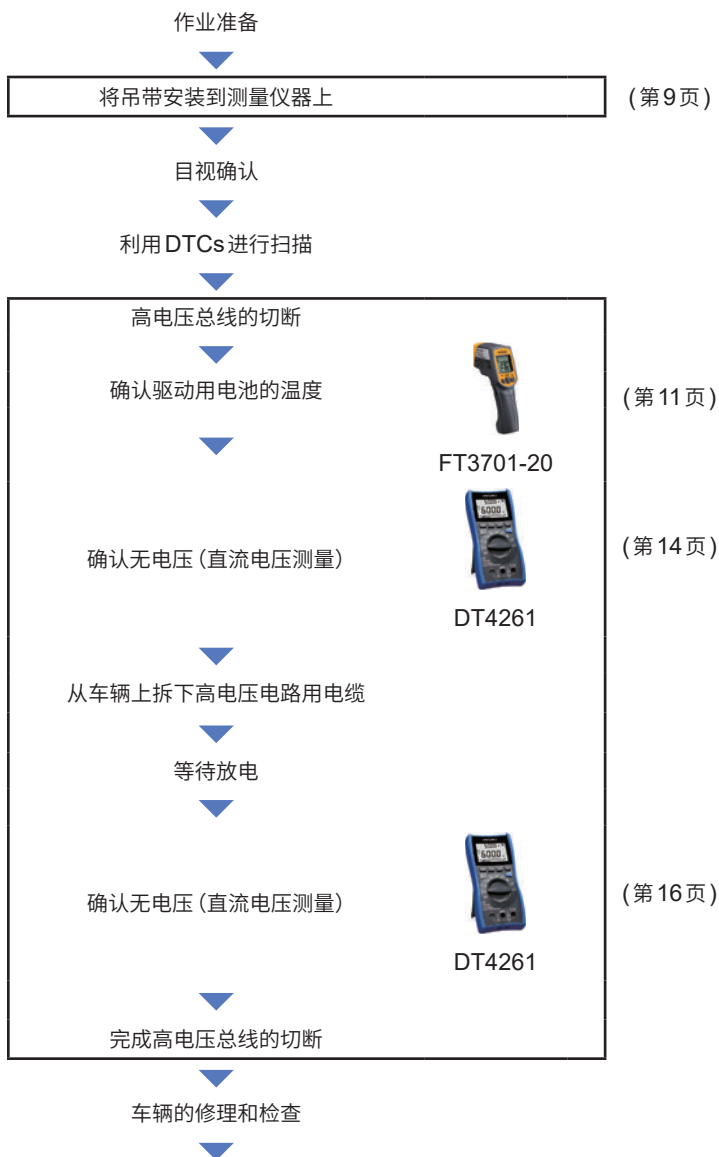 作业准备
将吊带安装到测量仪器上
(第9页)
目视确认
利用DTCs进行扫描
高电压总线的切断
确认驱动用电池的温度
(第11页)
FT3701-20
确认无电压(直流电压测量)
(第14页)
6000
DT4261
从车辆上拆下高电压电路用电缆
等待放电
确认无电压(直流电压测量)
(第16页)
6000
DT4261
完成高电压总线的切断
车辆的修理和检查